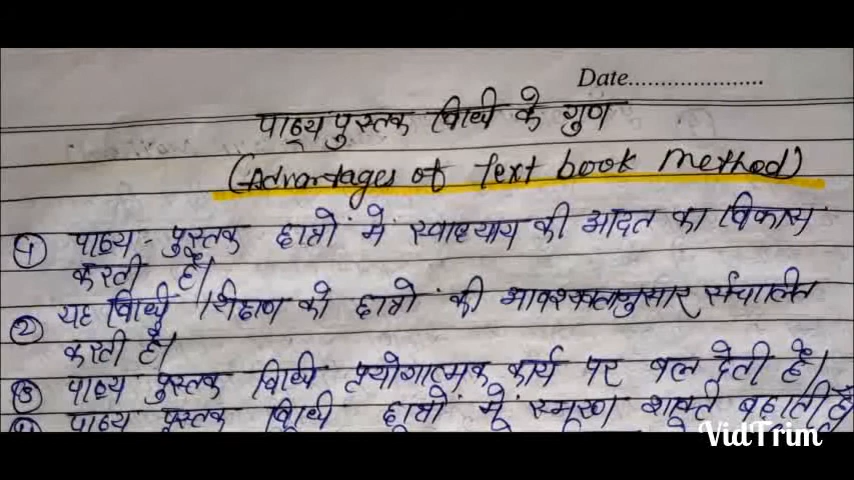 Date.....................
पाठ्य पुस्तक विधि के गुण
(Advantages of Text book Method)
① पाठ्य - पुस्तक छात्रों में स्वाध्याय की आदत का विकास
करती है।
② यह विधि शिक्षण को छात्रों की आवश्यकतानुसार संचालित
करती है।
③ पाठ्य पुस्तक विधि प्रयोगात्मक कार्य पर बल देती है।
④ पाठ्य पुस्तक विधि छात्रों में स्मरण शक्ति बढ़ाती है
VidTrim